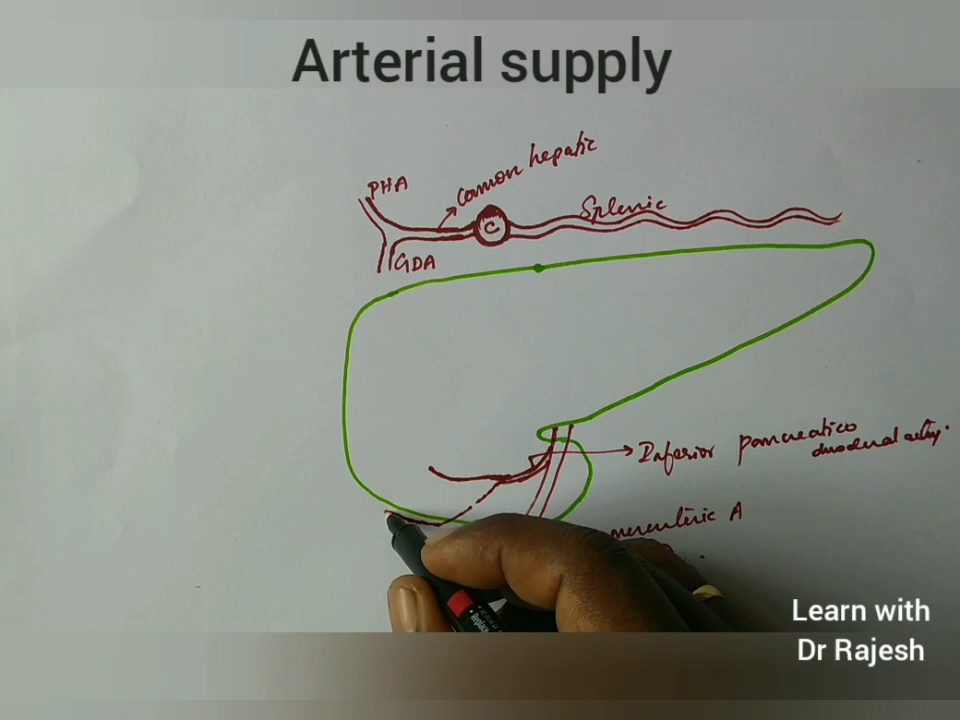 Arterial supply
Common hepatic
PHA
Splenic
C
GDA
Inferior pancreatico
duodenal artery.
mesenteric A
Learn with
Dr Rajesh